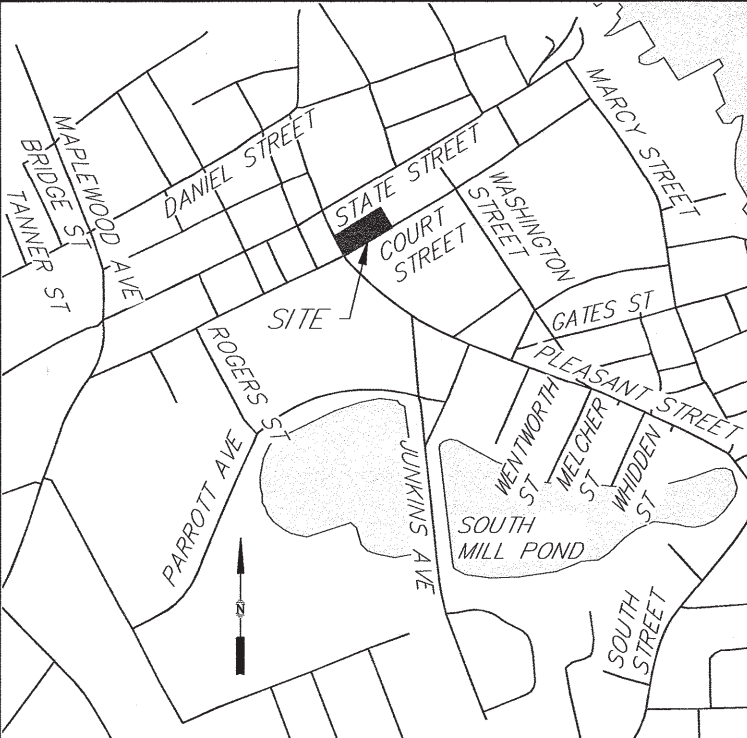 MARCY STREET
MAPLEWOOD AVE
BRIDGE ST
TANNER ST
DANIEL STREET
STATE STREET
WASHINGTON
STREET
COURT
STREET
SITE
GATES ST
ROGERS ST
PLEASANT STREET
WENTWORTH
ST
MELCHER
ST
WHIDDEN
ST
PARROTT AVE
JUNKINS AVE
SOUTH
MILL POND
N
SOUTH
STREET